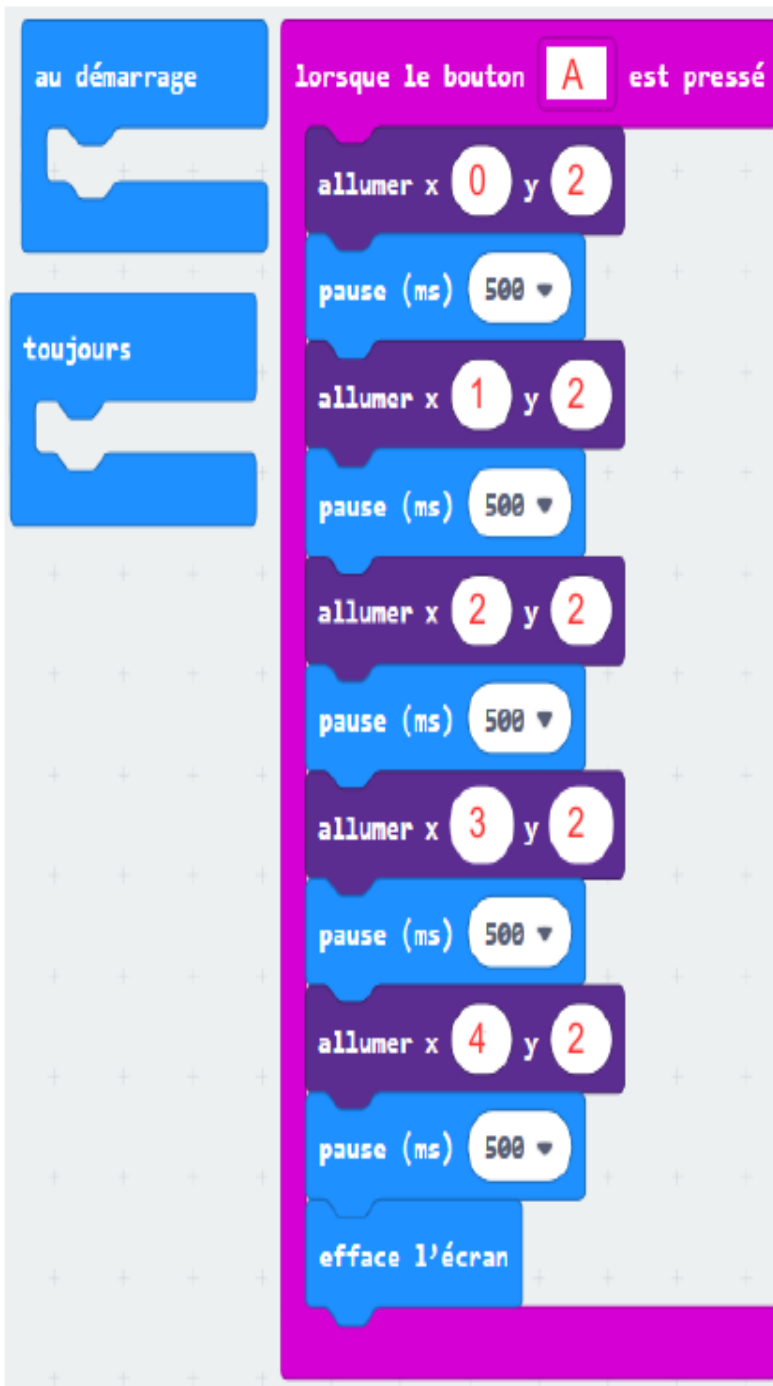 au démarrage
toujours
lorsque le bouton A est pressé
allumer x 0 y 2
pause (ms) 500
allumer x 1 y 2
pause (ms) 500
allumer x 2 y 2
pause (ms) 500
allumer x 3 y 2
pause (ms) 500
allumer x 4 y 2
pause (ms) 500
efface l'écran